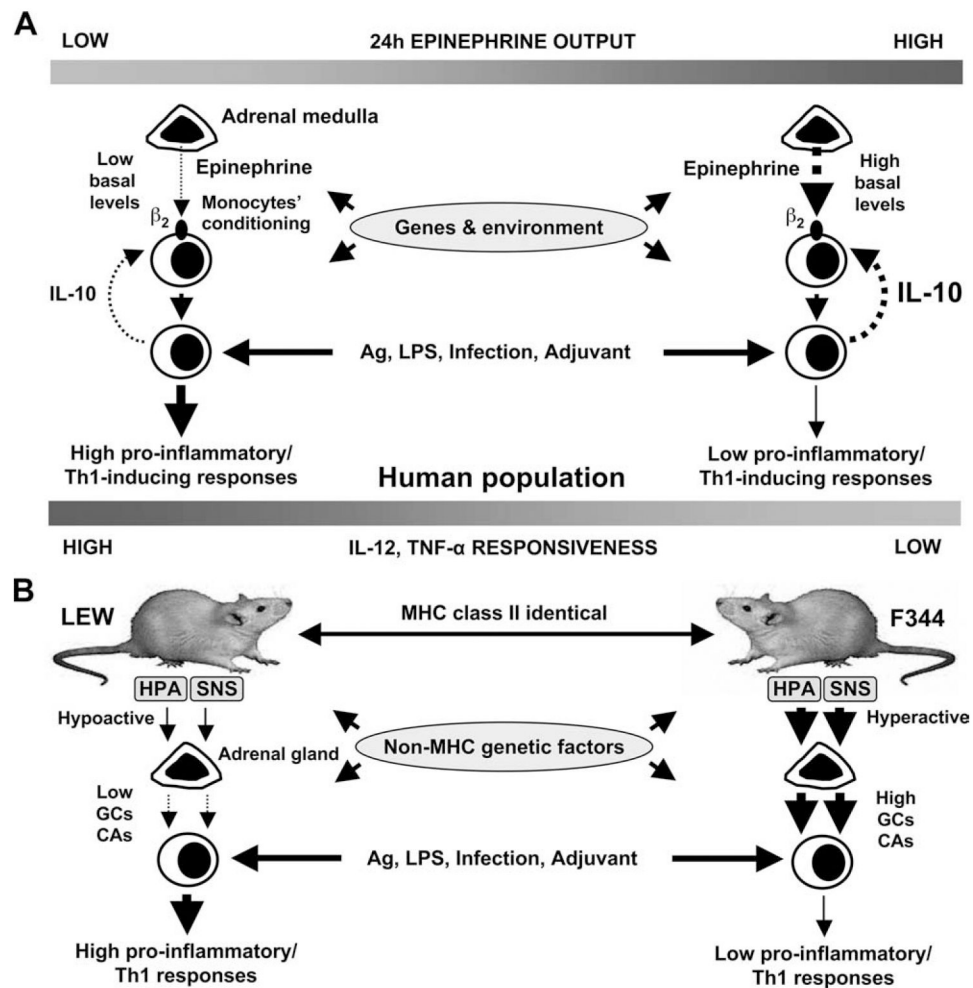 A
LOW 24h EPINEPHRINE OUTPUT HIGH
Adrenal medulla
Low
basal
levels
Epinephrine
Monocytes'
conditioning
β2
IL-10
Genes & environment
Epinephrine
High
basal
levels
β2
IL-10
Ag, LPS, Infection, Adjuvant
High pro-inflammatory/
Th1-inducing responses
Low pro-inflammatory/
Th1-inducing responses
Human population
HIGH IL-12, TNF-α RESPONSIVENESS LOW
B
LEW
MHC class II identical
F344
HPA SNS
HPA SNS
Hypoactive
Hyperactive
Non-MHC genetic factors
Adrenal gland
Low
GCs
CAs
High
GCs
CAs
Ag, LPS, Infection, Adjuvant
High pro-inflammatory/
Th1 responses
Low pro-inflammatory/
Th1 responses